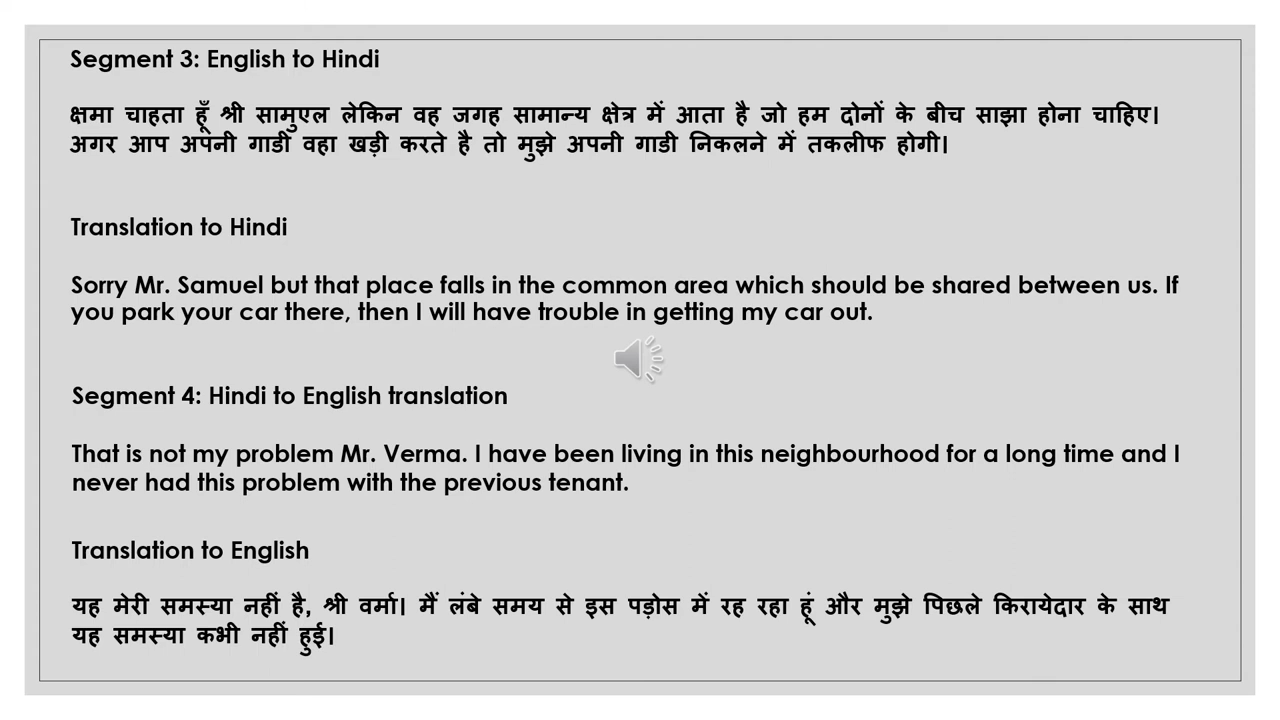 Segment 3: English to Hindi
क्षमा चाहता हूँ श्री सामुएल लेकिन वह जगह सामान्य क्षेत्र में आता है जो हम दोनों के बीच साझा होना चाहिए।
अगर आप अपनी गाडी वहा खड़ी करते है तो मुझे अपनी गाडी निकलने में तकलीफ होगी।
Translation to Hindi
Sorry Mr. Samuel but that place falls in the common area which should be shared between us. If
you park your car there, then I will have trouble in getting my car out.
Segment 4: Hindi to English translation
That is not my problem Mr. Verma. I have been living in this neighbourhood for a long time and I
never had this problem with the previous tenant.
Translation to English
यह मेरी समस्या नहीं है, श्री वर्मा। मैं लंबे समय से इस पड़ोस में रह रहा हूं और मुझे पिछले किरायेदार के साथ
यह समस्या कभी नहीं हुई।